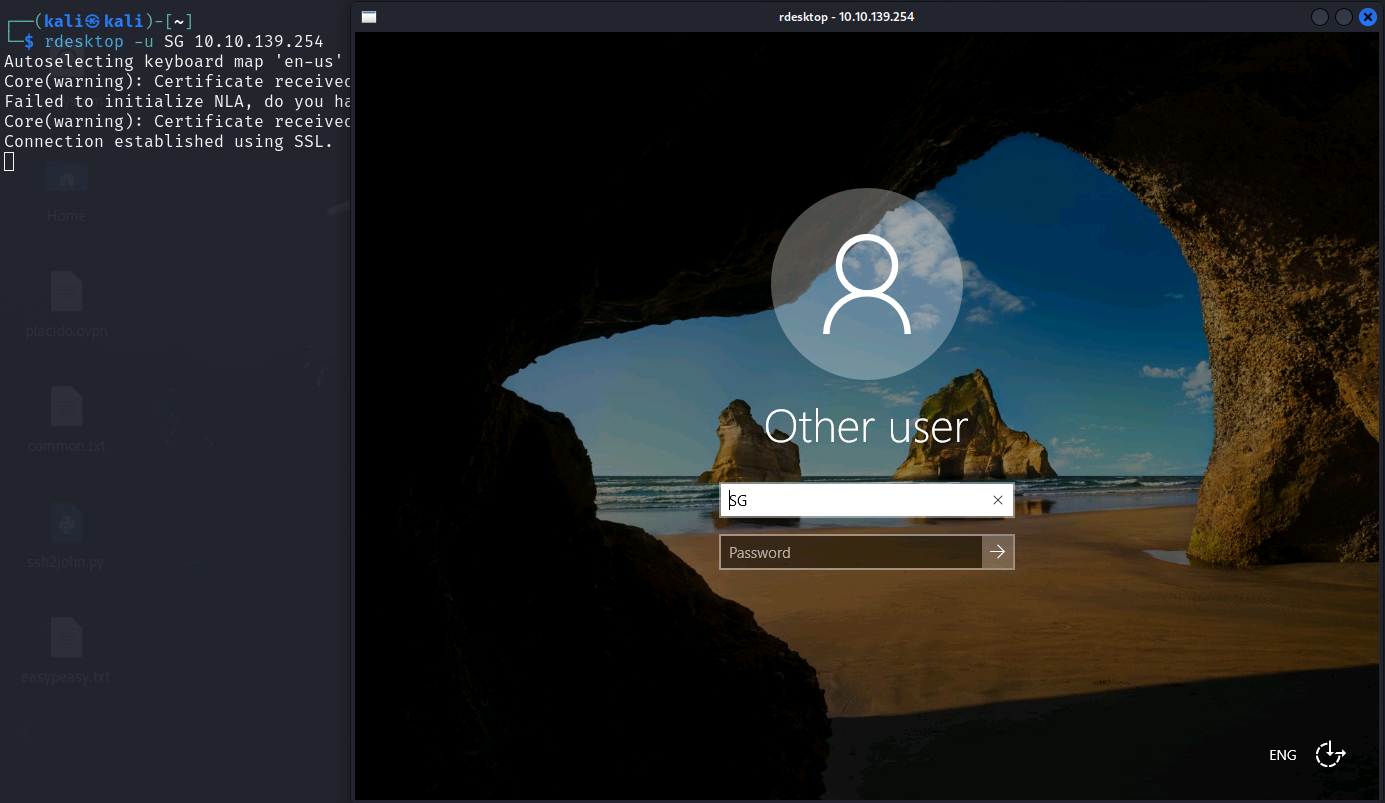 ┌──(kali㉿kali)-[~]
└─$ rdesktop -u SG 10.10.139.254
Autoselecting keyboard map 'en-us'
Core(warning): Certificate received
Failed to initialize NLA, do you ha
Core(warning): Certificate received
Connection established using SSL.
Home
placido.ovpn
common.txt
ssh2john.py
easypeasy.txt
rdesktop - 10.10.139.254
Other user
SG
Password
ENG